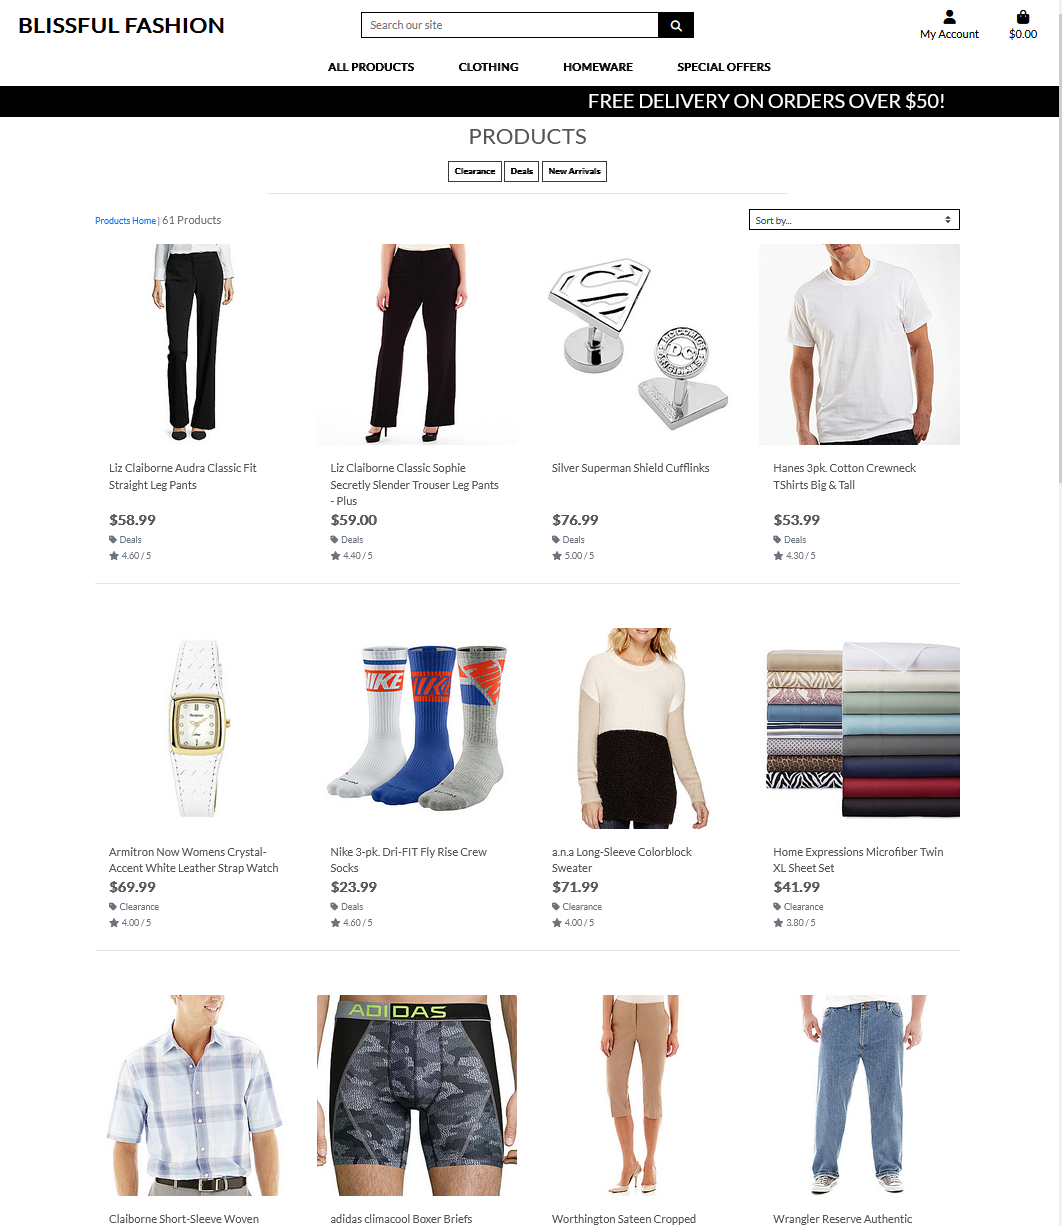 BLISSFUL FASHION
Search our site
My Account
$0.00
ALL PRODUCTS CLOTHING HOMEWARE SPECIAL OFFERS
FREE DELIVERY ON ORDERS OVER $50!
PRODUCTS
Clearance Deals New Arrivals
Products Home | 61 Products
Sort by...
Liz Claiborne Audra Classic Fit
Straight Leg Pants
$58.99
Deals
4.60 / 5
Liz Claiborne Classic Sophie
Secretly Slender Trouser Leg Pants
- Plus
$59.00
Deals
4.40 / 5
DC COMICS
DC
ORIGINALS
Silver Superman Shield Cufflinks
$76.99
Deals
5.00 / 5
Hanes 3pk. Cotton Crewneck
TShirts Big & Tall
$53.99
Deals
4.30 / 5
Armitron
Armitron Now Womens Crystal-
Accent White Leather Strap Watch
$69.99
Clearance
4.00 / 5
NIKE
NIKE
Nike 3-pk. Dri-FIT Fly Rise Crew
Socks
$23.99
Deals
4.60 / 5
a.n.a Long-Sleeve Colorblock
Sweater
$71.99
Clearance
4.00 / 5
Home Expressions Microfiber Twin
XL Sheet Set
$41.99
Clearance
3.80 / 5
Claiborne Short-Sleeve Woven
ADIDAS
adidas climacool Boxer Briefs
Worthington Sateen Cropped
Wrangler Reserve Authentic